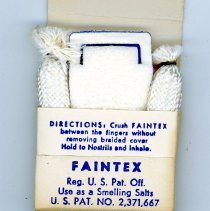 DIRECTIONS: Crush FAINTEX
between the fingers without
removing braided cover
Hold to Nostrils and Inhale.
FAINTEX
Reg. U. S. Pat. Off.
Use as a Smelling Salts
U. S. PAT. NO. 2,371,667